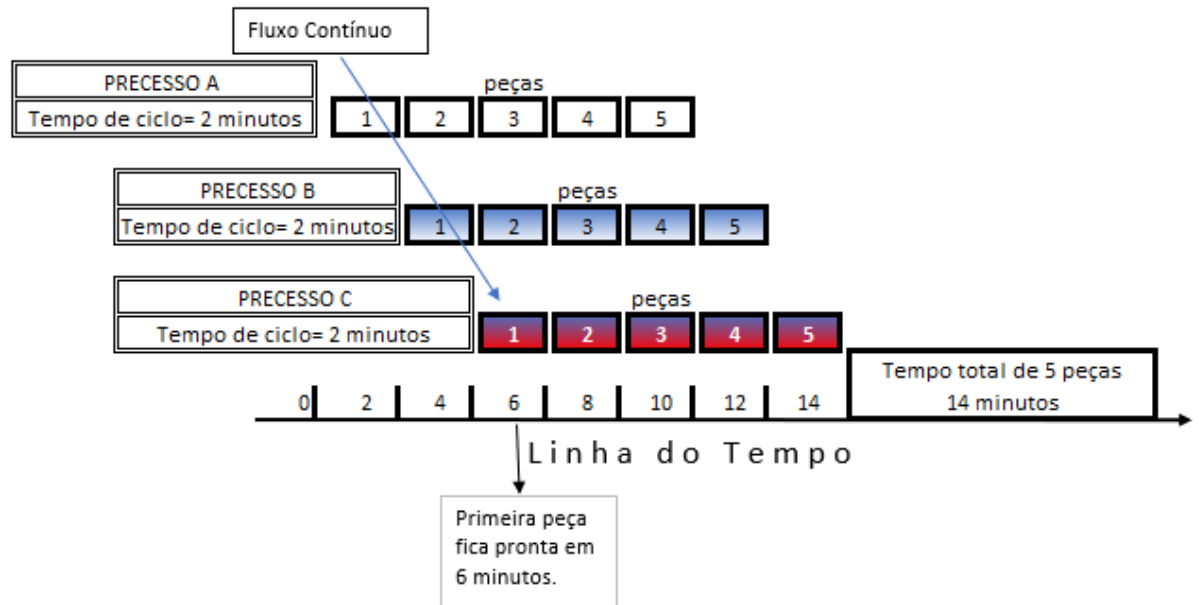 Fluxo Contínuo
PRECESSO A
peças
Tempo de ciclo= 2 minutos
1 2 3 4 5
PRECESSO B
peças
Tempo de ciclo= 2 minutos
1 2 3 4 5
PRECESSO C
peças
Tempo de ciclo= 2 minutos
1 2 3 4 5
Tempo total de 5 peças
14 minutos
0 2 4 6 8 10 12 14
Linha do Tempo
Primeira peça
fica pronta em
6 minutos.